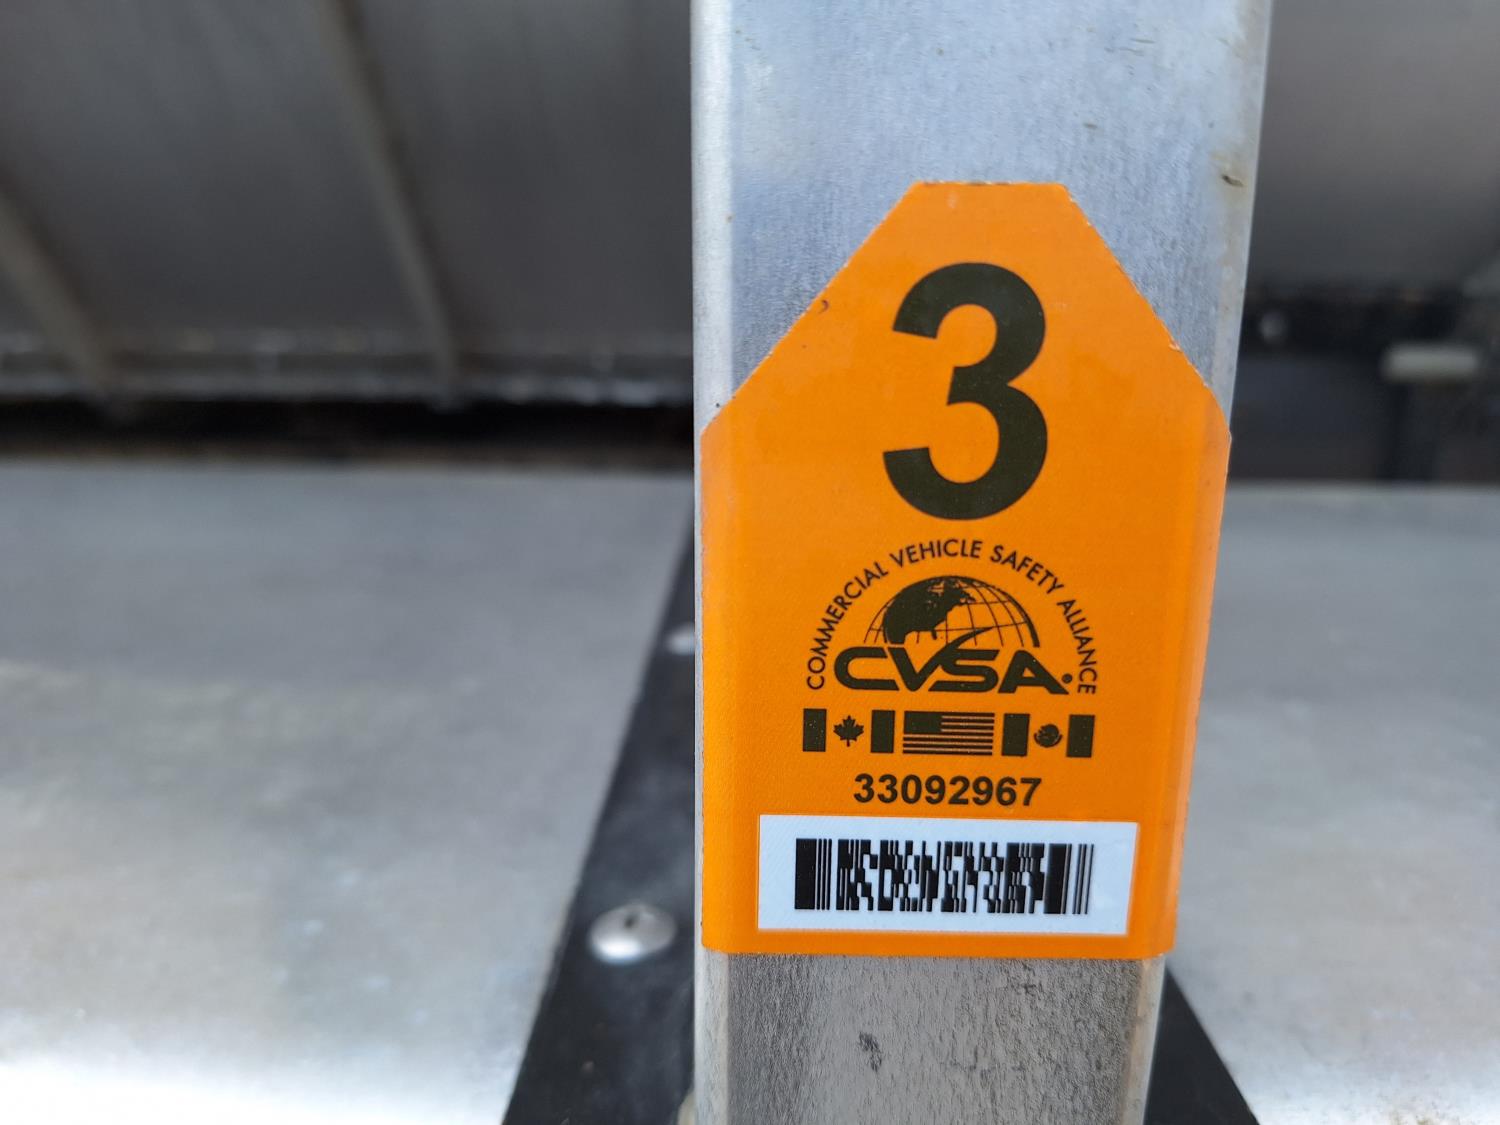 3
COMMERCIAL VEHICLE SAFETY ALLIANCE
CVSA®
33092967